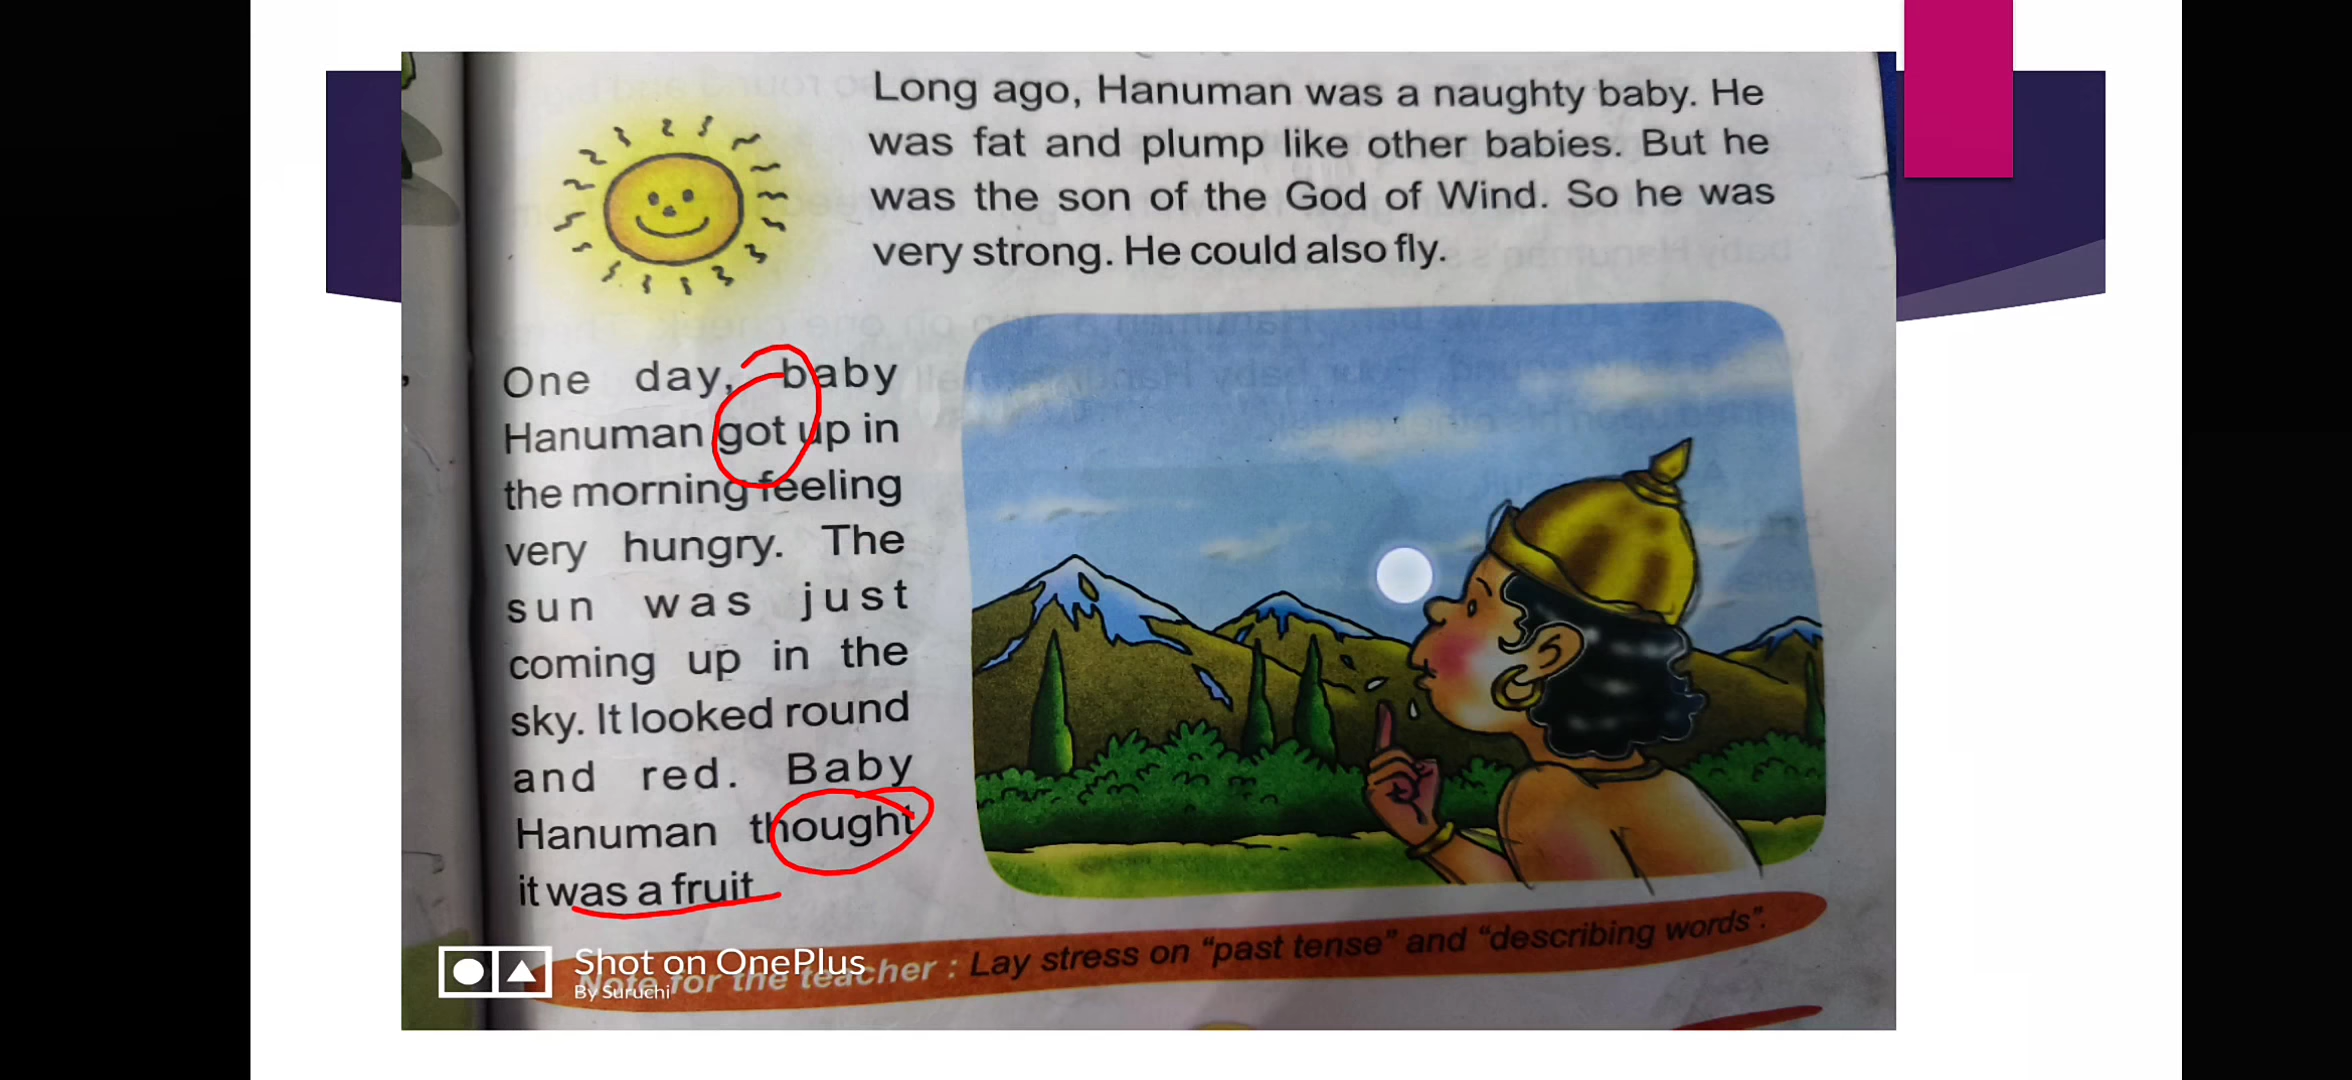 Long ago, Hanuman was a naughty baby. He
was fat and plump like other babies. But he
was the son of the God of Wind. So he was
very strong. He could also fly.
One day, baby
Hanuman got up in
the morning feeling
very hungry. The
sun was just
coming up in the
sky. It looked round
and red. Baby
Hanuman thought
it was a fruit
Note for the teacher : Lay stress on “past tense” and “describing words”.
Shot on OnePlus
By Suruchi